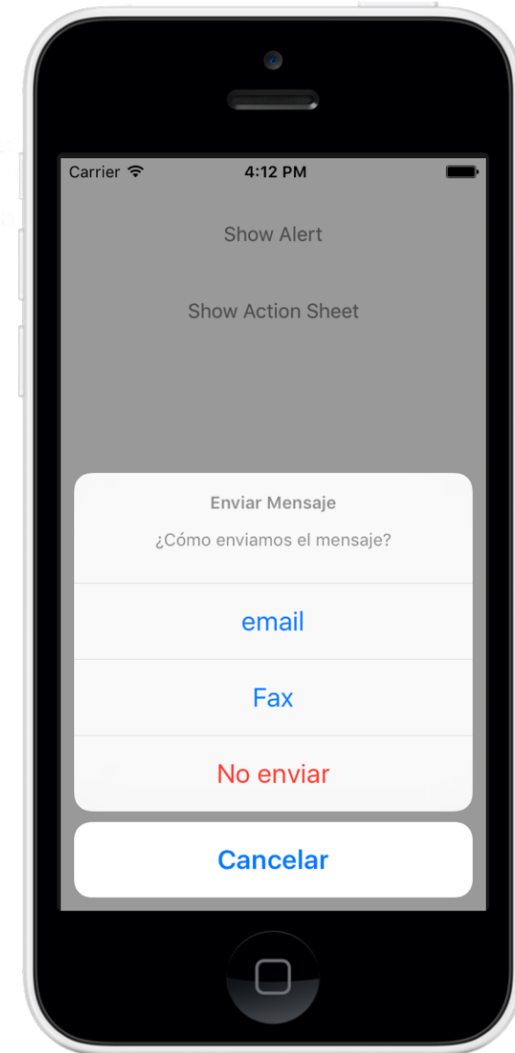 Carrier 4:12 PM
Show Alert
Show Action Sheet
Enviar Mensaje
¿Cómo enviamos el mensaje?
email
Fax
No enviar
Cancelar